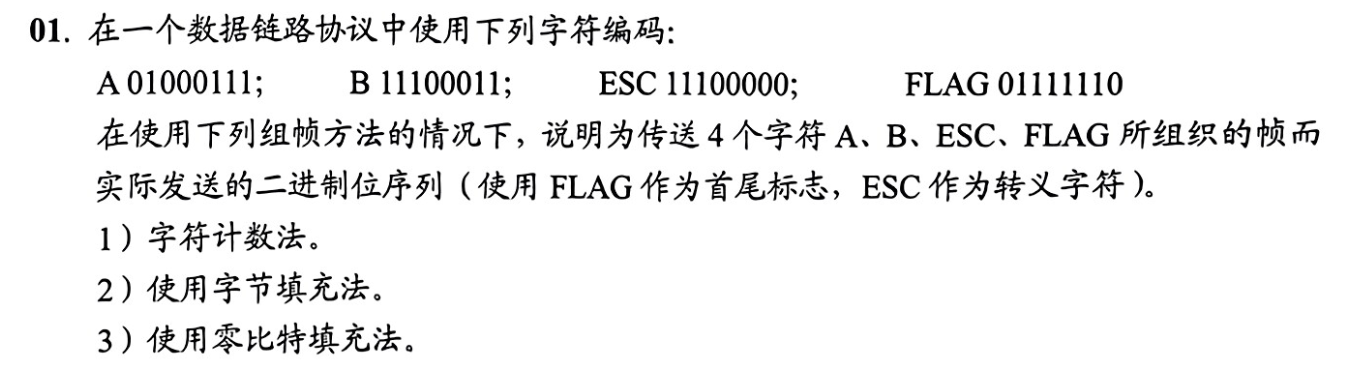 01. 在一个数据链路协议中使用下列字符编码：
A 01000111; B 11100011; ESC 11100000; FLAG 01111110
在使用下列组帧方法的情况下，说明为传送 4 个字符 A、B、ESC、FLAG 所组织的帧而
实际发送的二进制位序列（使用 FLAG 作为首尾标志，ESC 作为转义字符）。
1）字符计数法。
2）使用字节填充法。
3）使用零比特填充法。